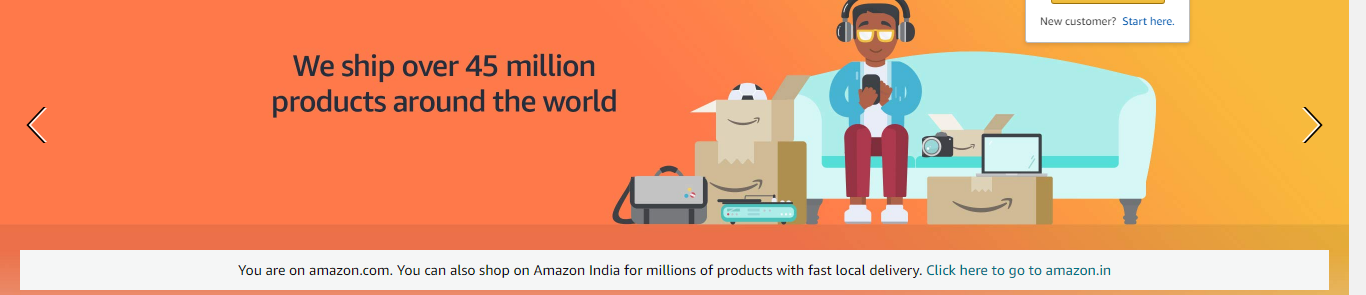 New customer? Start here.
We ship over 45 million
products around the world
You are on amazon.com. You can also shop on Amazon India for millions of products with fast local delivery. Click here to go to amazon.in